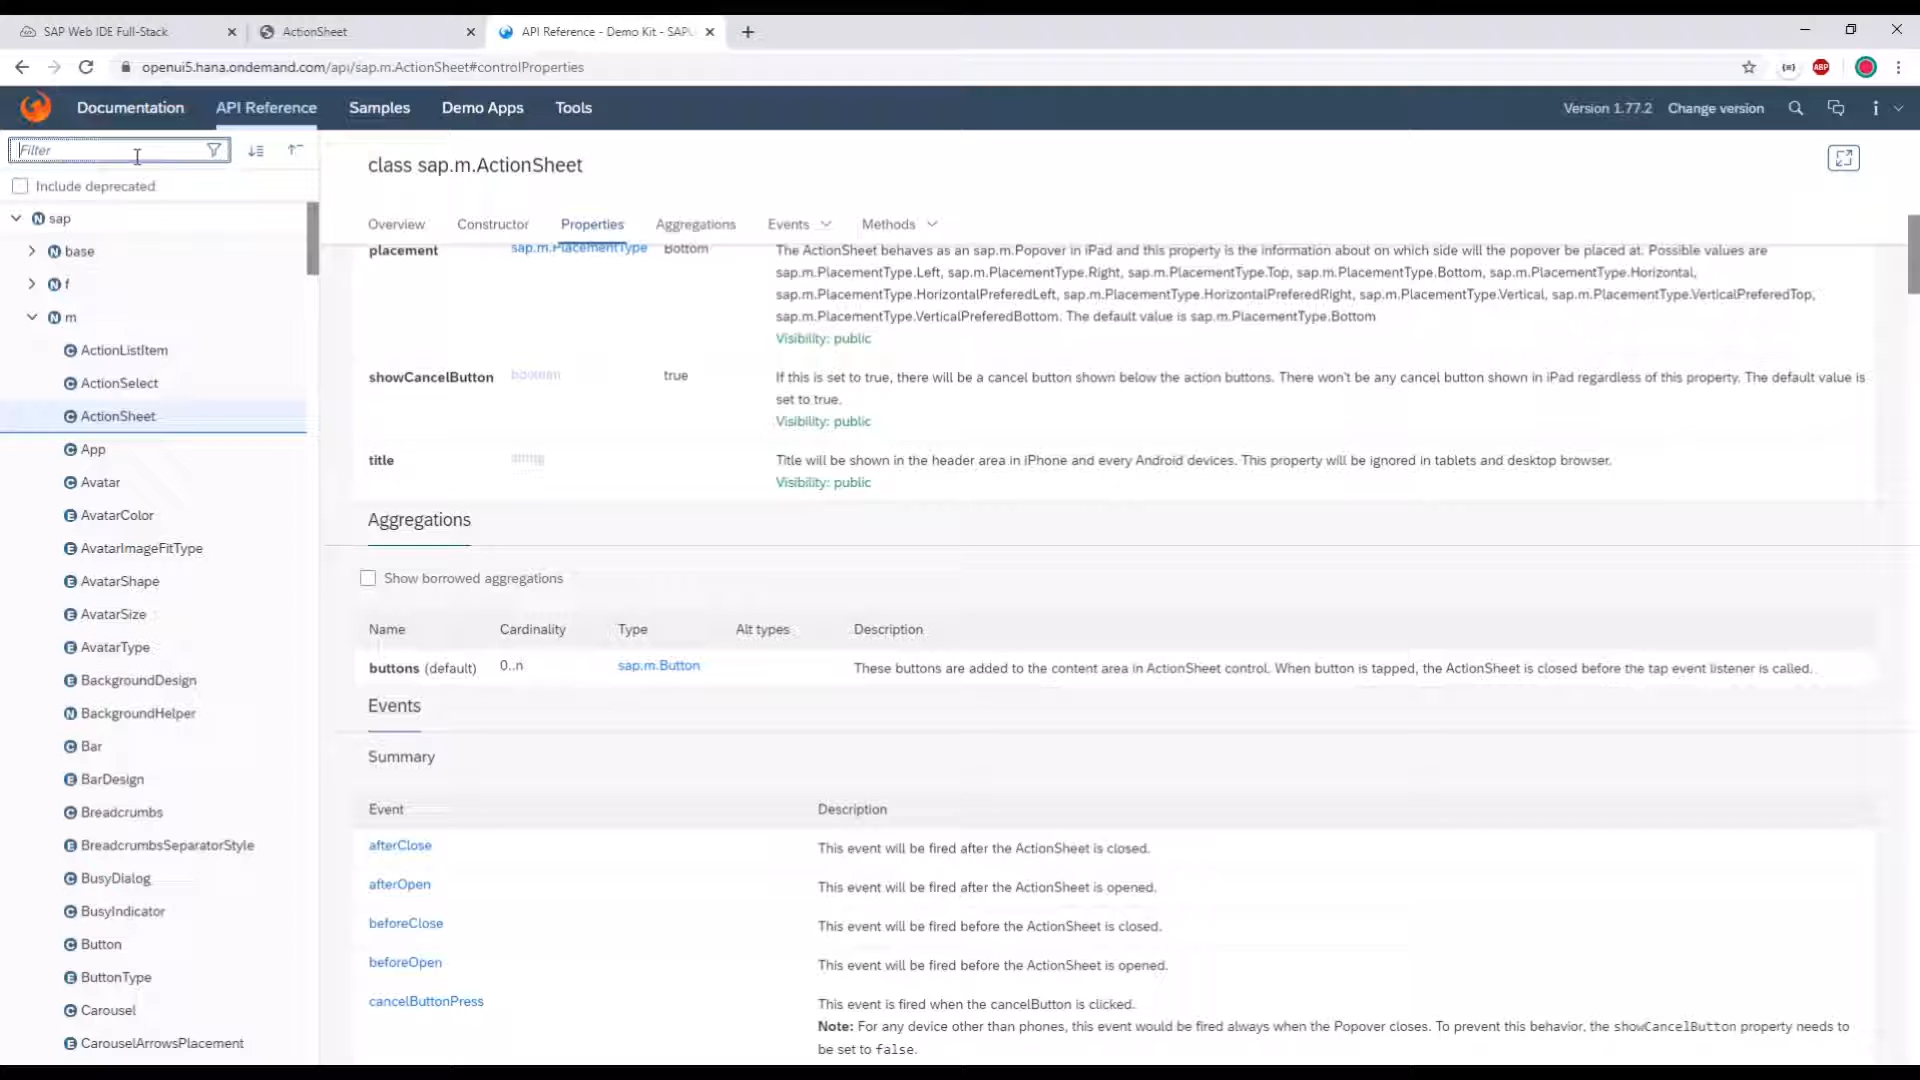 SAP Web IDE Full-Stack
ActionSheet
API Reference - Demo Kit - SAPU
openui5.hana.ondemand.com/api/sap.m.ActionSheet#controlProperties
ABP
Documentation
API Reference
Samples
Demo Apps
Tools
Version 1.77.2
Change version
Filter
Include deprecated
N sap
N base
N f
N m
C ActionListItem
C ActionSelect
C ActionSheet
C App
C Avatar
E AvatarColor
E AvatarImageFitType
E AvatarShape
E AvatarSize
E AvatarType
E BackgroundDesign
N BackgroundHelper
C Bar
E BarDesign
C Breadcrumbs
E BreadcrumbsSeparatorStyle
C BusyDialog
C BusyIndicator
C Button
E ButtonType
C Carousel
E CarouselArrowsPlacement
class sap.m.ActionSheet
Overview
Constructor
Properties
Aggregations
Events
Methods
placement sap.m.PlacementType Bottom The ActionSheet behaves as an sap.m.Popover in iPad and this property is the information about on which side will the popover be placed at. Possible values are
sap.m.PlacementType.Left, sap.m.PlacementType.Right, sap.m.PlacementType.Top, sap.m.PlacementType.Bottom, sap.m.PlacementType.Horizontal,
sap.m.PlacementType.HorizontalPreferedLeft, sap.m.PlacementType.HorizontalPreferedRight, sap.m.PlacementType.Vertical, sap.m.PlacementType.VerticalPreferedTop,
sap.m.PlacementType.VerticalPreferedBottom. The default value is sap.m.PlacementType.Bottom
Visibility: public
showCancelButton boolean true If this is set to true, there will be a cancel button shown below the action buttons. There won't be any cancel button shown in iPad regardless of this property. The default value is
set to true.
Visibility: public
title Title will be shown in the header area in iPhone and every Android devices. This property will be ignored in tablets and desktop browser.
Visibility: public
Aggregations
Show borrowed aggregations
Name Cardinality Type Alt types Description
buttons (default) 0..n sap.m.Button These buttons are added to the content area in ActionSheet control. When button is tapped, the ActionSheet is closed before the tap event listener is called.
Events
Summary
Event Description
afterClose This event will be fired after the ActionSheet is closed.
afterOpen This event will be fired after the ActionSheet is opened.
beforeClose This event will be fired before the ActionSheet is closed.
beforeOpen This event will be fired before the ActionSheet is opened.
cancelButtonPress This event is fired when the cancelButton is clicked.
Note: For any device other than phones, this event would be fired always when the Popover closes. To prevent this behavior, the showCancelButton property needs to
be set to false.